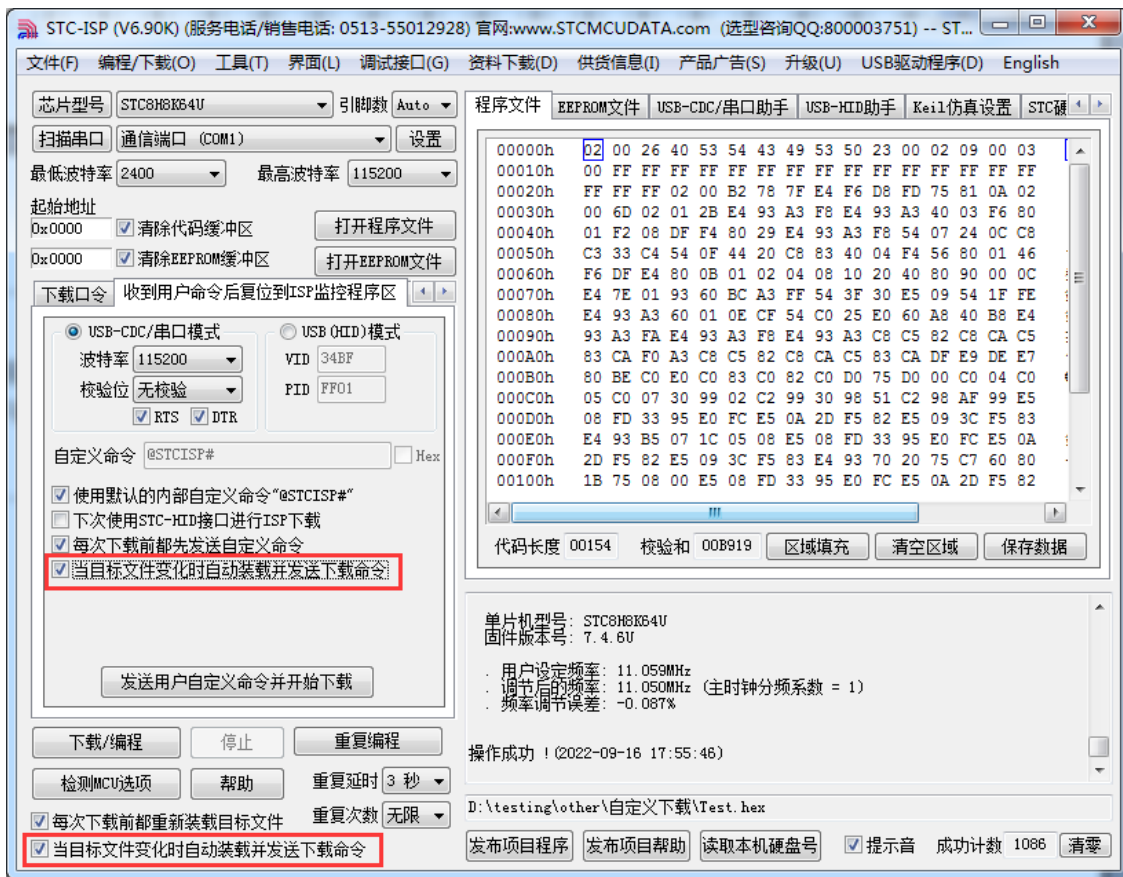 STC-ISP (V6.90K) (服务电话/销售电话: 0513-55012928) 官网:www.STCMCUDATA.com (选型咨询QQ:800003751) -- ST...
文件(F) 编程/下载(O) 工具(T) 界面(L) 调试接口(G) 资料下载(D) 供货信息(I) 产品广告(S) 升级(U) USB驱动程序(D) English
芯片型号 STC8H8K64U 引脚数 Auto
扫描串口 通信端口 (COM1) 设置
最低波特率 2400 最高波特率 115200
起始地址
0x0000 清除代码缓冲区 打开程序文件
0x0000 清除EEPROM缓冲区 打开EEPROM文件
下载口令 收到用户命令后复位到ISP监控程序区
USB-CDC/串口模式 USB(HID)模式
波特率 115200 VID 34BF
校验位 无校验 PID FF01
RTS DTR
自定义命令 @STCISP# Hex
使用默认的内部自定义命令"@STCISP#"
下次使用STC-HID接口进行ISP下载
每次下载前都先发送自定义命令
当目标文件变化时自动装载并发送下载命令
发送用户自定义命令并开始下载
下载/编程 停止 重复编程
检测MCU选项 帮助 重复延时 3 秒
每次下载前都重新装载目标文件 重复次数 无限
当目标文件变化时自动装载并发送下载命令
程序文件 EEPROM文件 USB-CDC/串口助手 USB-HID助手 Keil仿真设置 STC硬
00000h 02 00 26 40 53 54 43 49 53 50 23 00 02 09 00 03
00010h 00 FF FF FF FF FF FF FF FF FF FF FF FF FF FF FF
00020h FF FF FF 02 00 B2 78 7F E4 F6 D8 FD 75 81 0A 02
00030h 00 6D 02 01 2B E4 93 A3 F8 E4 93 A3 40 03 F6 80
00040h 01 F2 08 DF F4 80 29 E4 93 A3 F8 54 07 24 0C C8
00050h C3 33 C4 54 0F 44 20 C8 83 40 04 F4 56 80 01 46
00060h F6 DF E4 80 0B 01 02 04 08 10 20 40 80 90 00 0C
00070h E4 7E 01 93 60 BC A3 FF 54 3F 30 E5 09 54 1F FE
00080h E4 93 A3 60 01 0E CF 54 C0 25 E0 60 A8 40 B8 E4
00090h 93 A3 FA E4 93 A3 F8 E4 93 A3 C8 C5 82 C8 CA C5
000A0h 83 CA F0 A3 C8 C5 82 C8 CA C5 83 CA DF E9 DE E7
000B0h 80 BE C0 E0 C0 83 C0 82 C0 D0 75 D0 00 C0 04 C0
000C0h 05 C0 07 30 99 02 C2 99 30 98 51 C2 98 AF 99 E5
000D0h 08 FD 33 95 E0 FC E5 0A 2D F5 82 E5 09 3C F5 83
000E0h E4 93 B5 07 1C 05 08 E5 08 FD 33 95 E0 FC E5 0A
000F0h 2D F5 82 E5 09 3C F5 83 E4 93 70 20 75 C7 60 80
00100h 1B 75 08 00 E5 08 FD 33 95 E0 FC E5 0A 2D F5 82
代码长度 00154 校验和 00B919 区域填充 清空区域 保存数据
单片机型号: STC8H8K64U
固件版本号: 7.4.6U
. 用户设定频率: 11.059MHz
. 调节后的频率: 11.050MHz (主时钟分频系数 = 1)
. 频率调节误差: -0.087%
操作成功 !(2022-09-16 17:55:46)
D:\testing\other\自定义下载\Test.hex
发布项目程序 发布项目帮助 读取本机硬盘号 提示音 成功计数 1086 清零